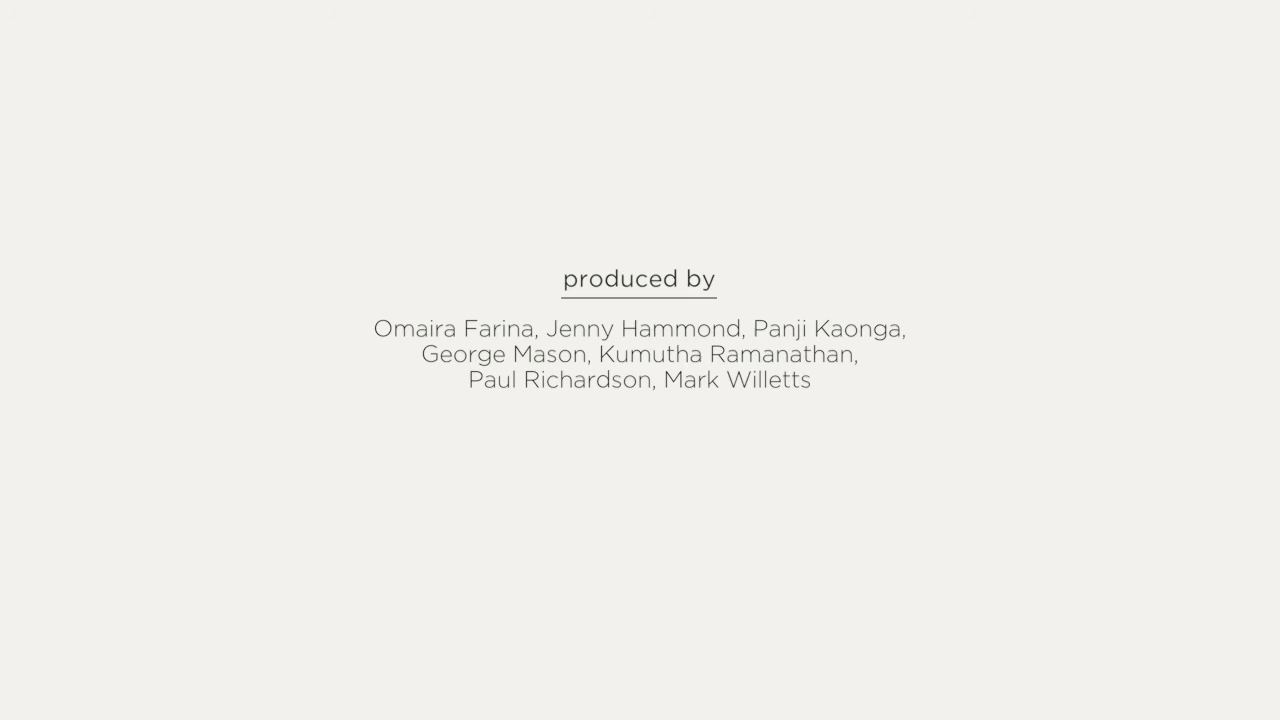 produced by
Omaira Farina, Jenny Hammond, Panji Kaonga,
George Mason, Kumutha Ramanathan,
Paul Richardson, Mark Willetts